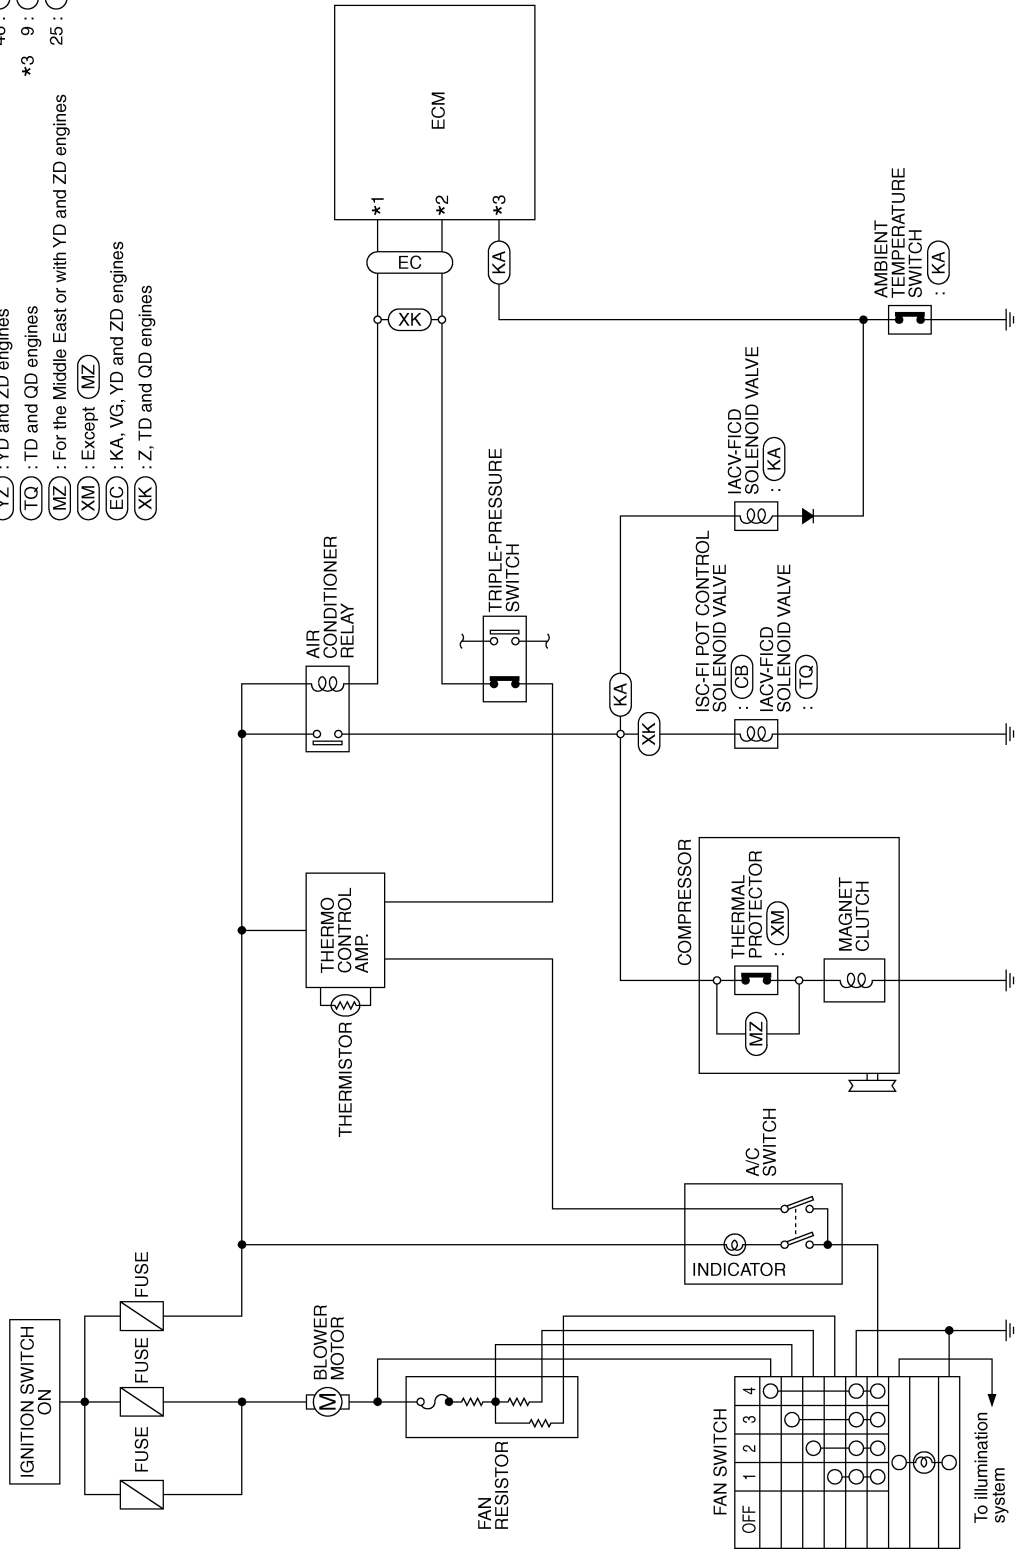 YZ : YD and ZD engines
TQ : TD and QD engines
MZ : For the Middle East or with YD and ZD engines
XM : Except MZ
EC : KA, VG, YD and ZD engines
XK : Z, TD and QD engines
*3 9 :
25 :
IGNITION SWITCH
ON
FUSE
FUSE
FUSE
BLOWER
MOTOR
M
FAN
RESISTOR
FAN SWITCH
OFF
1
2
3
4
To illumination
system
A/C
SWITCH
INDICATOR
THERMISTOR
THERMO
CONTROL
AMP.
COMPRESSOR
THERMAL
PROTECTOR
: XM
MZ
MAGNET
CLUTCH
AIR
CONDITIONER
RELAY
TRIPLE-PRESSURE
SWITCH
KA
XK
ISC-FI POT CONTROL
SOLENOID VALVE
: CB
IACV-FICD
SOLENOID VALVE
: TQ
IACV-FICD
SOLENOID VALVE
: KA
ECM
*1
*2
*3
EC
XK
KA
AMBIENT
TEMPERATURE
SWITCH
: KA